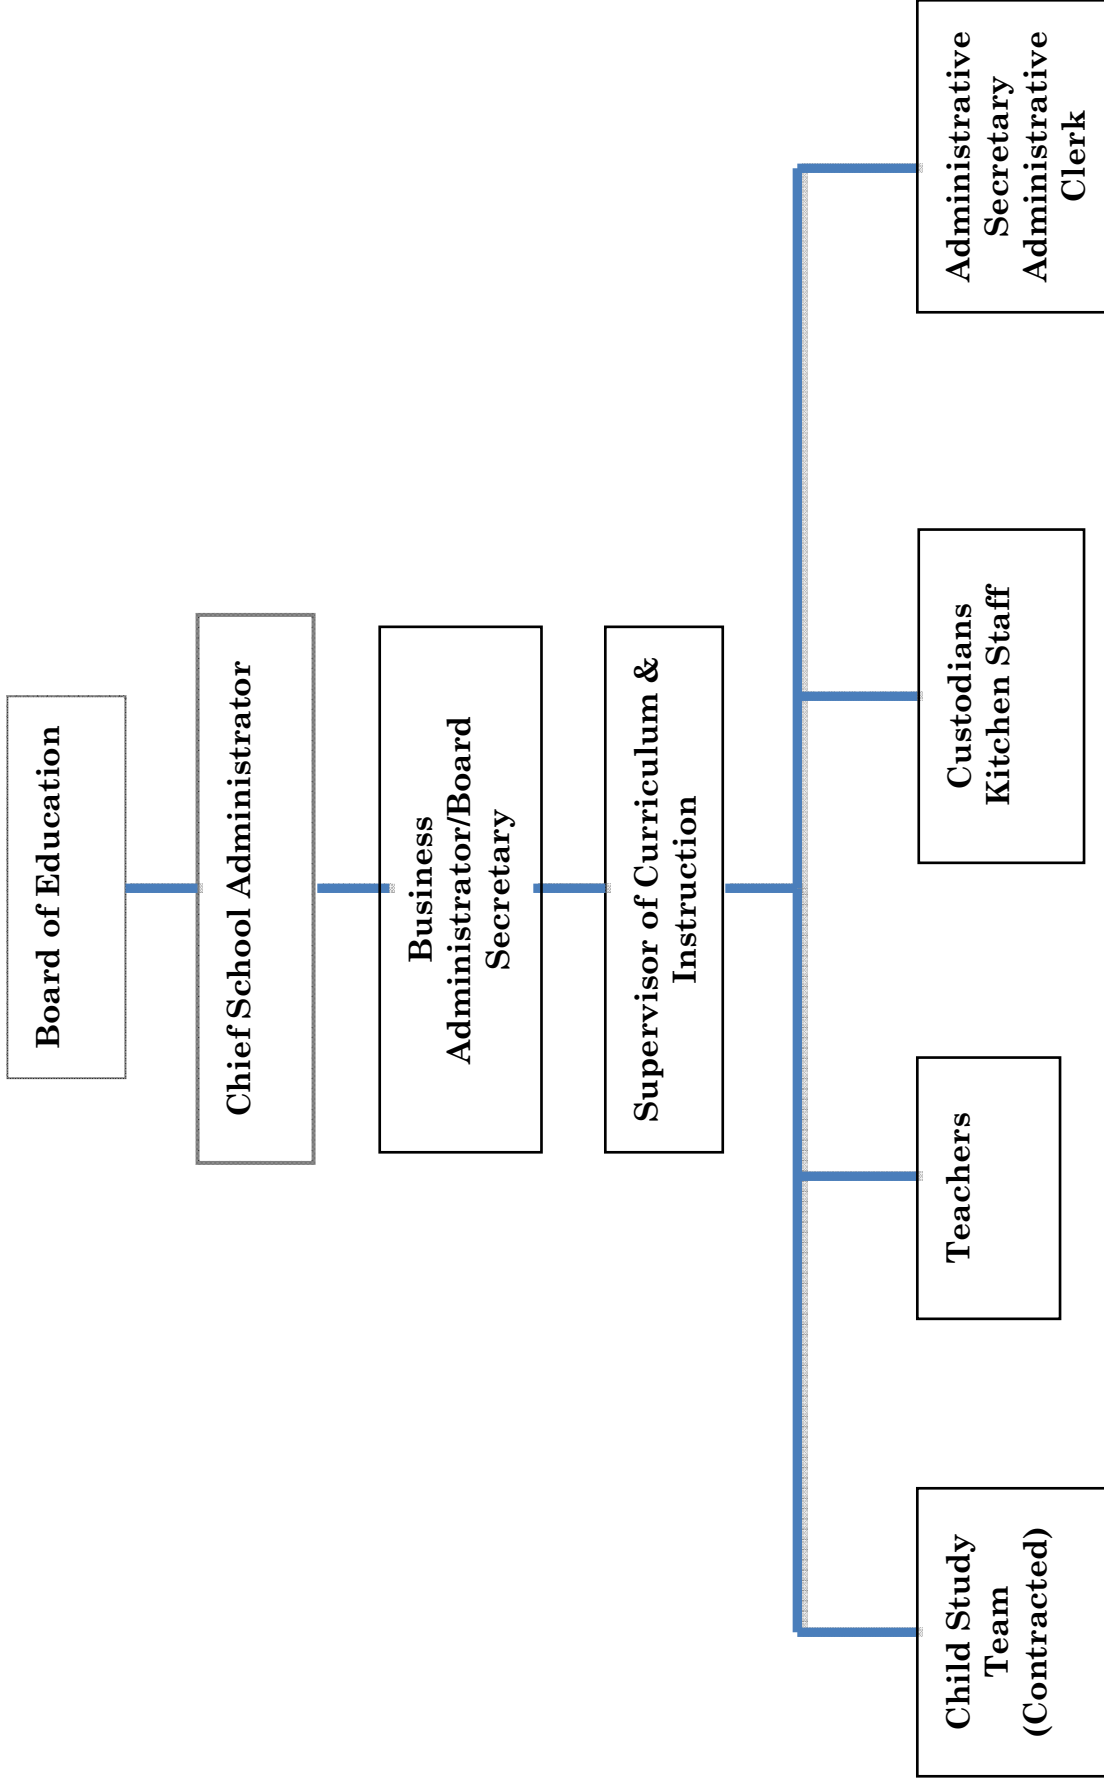 Board of Education
Chief School Administrator
Business
Administrator/Board
Secretary
Supervisor of Curriculum &
Instruction
Child Study
Team
(Contracted)
Teachers
Custodians
Kitchen Staff
Administrative
Secretary
Administrative
Clerk